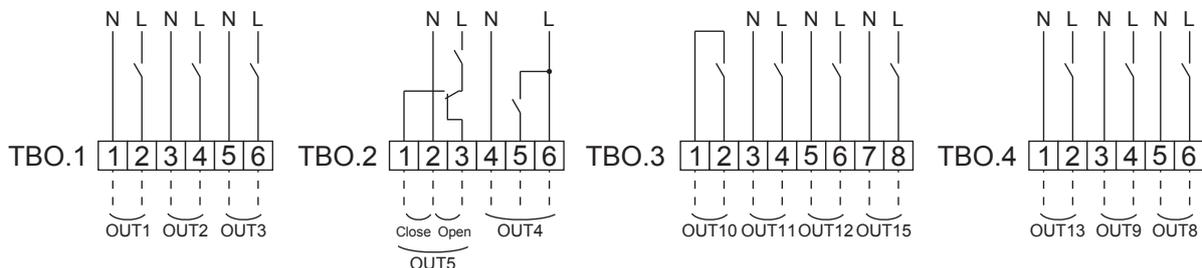 N L N L N L
N L N L
N L N L N L
N L N L N L
TBO.1 1 2 3 4 5 6
TBO.2 1 2 3 4 5 6
TBO.3 1 2 3 4 5 6 7 8
TBO.4 1 2 3 4 5 6
OUT1 OUT2 OUT3
Close Open OUT4
OUT5
OUT10 OUT11 OUT12 OUT15
OUT13 OUT9 OUT8